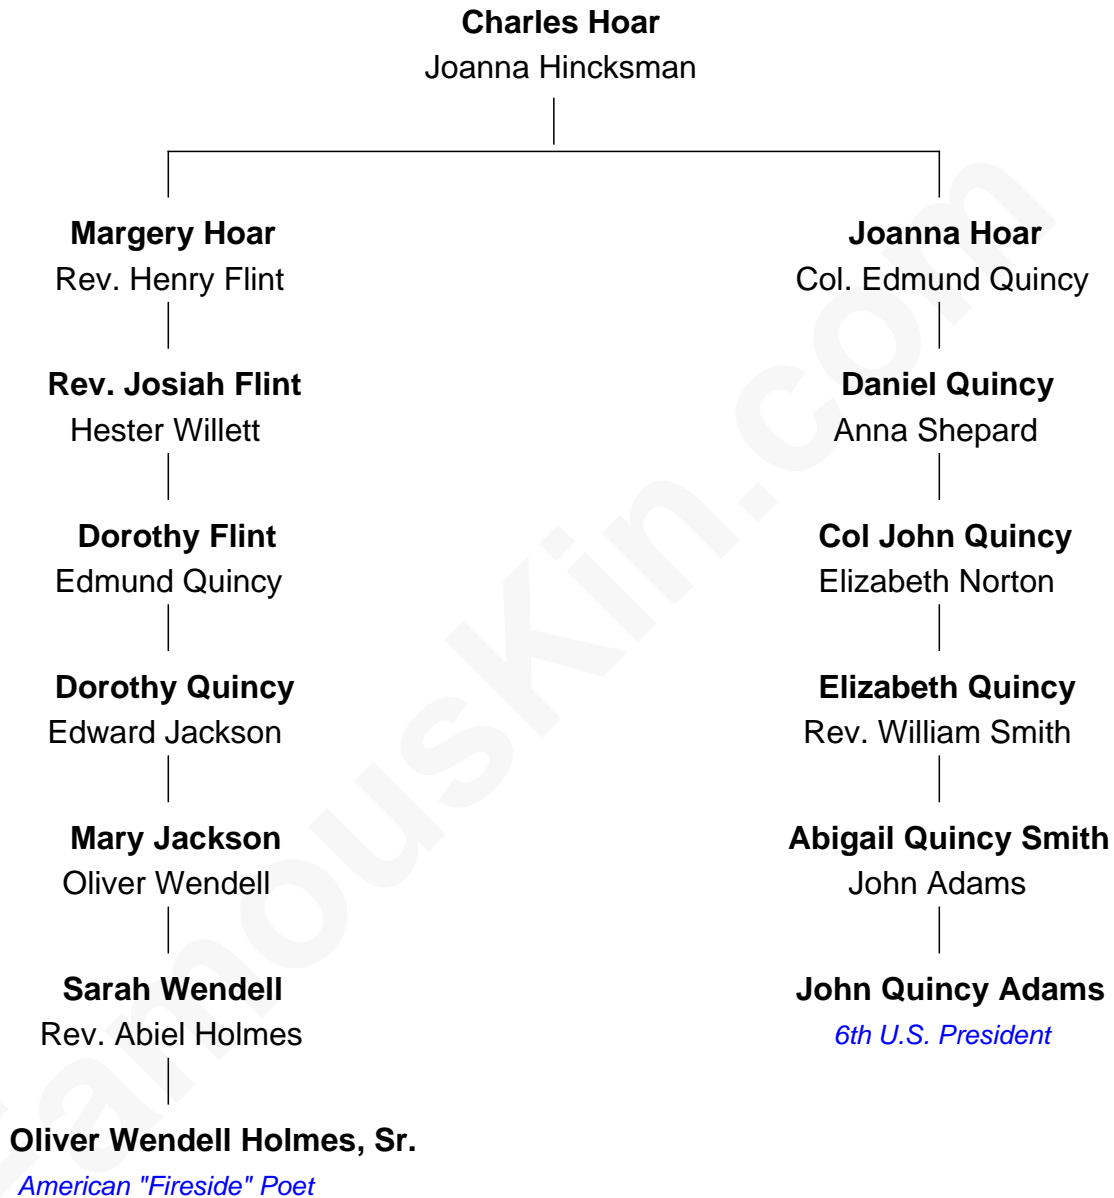 Charles Hoar
Joanna Hincksman
Margery Hoar
Rev. Henry Flint
Joanna Hoar
Col. Edmund Quincy
Rev. Josiah Flint
Hester Willett
Daniel Quincy
Anna Shepard
Dorothy Flint
Edmund Quincy
Col John Quincy
Elizabeth Norton
Dorothy Quincy
Edward Jackson
Elizabeth Quincy
Rev. William Smith
Mary Jackson
Oliver Wendell
Abigail Quincy Smith
John Adams
Sarah Wendell
Rev. Abiel Holmes
John Quincy Adams
6th U.S. President
Oliver Wendell Holmes, Sr.
American "Fireside" Poet
FamousKin.com